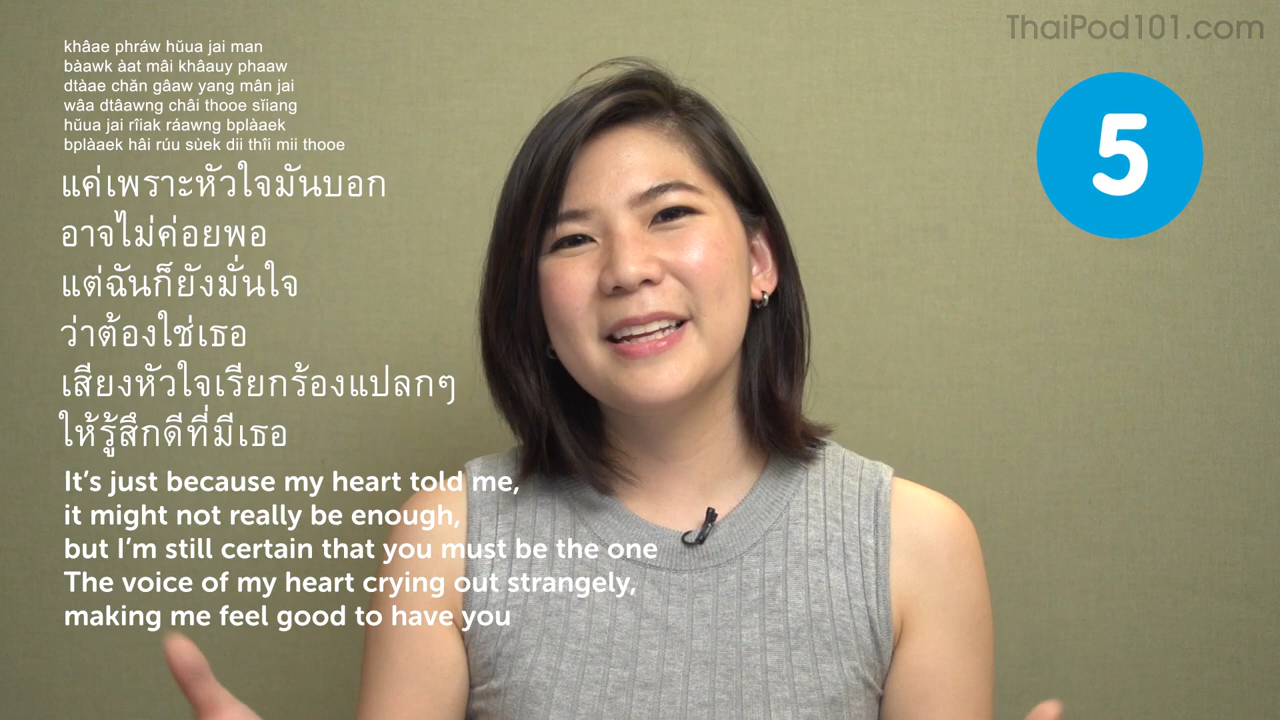 ThaiPod101.com
khâae phráw hŭua jai man
bàawk àat mâi khâauy phaaw
dtàae chăn gâaw yang mân jai
wâa dtâawng châi thooe sĭiang
hŭua jai rîiak ráawng bplàaek
bplàaek hâi rúu sùek dii thîi mii thooe
5
แค่เพราะหัวใจมันบอก
อาจไม่ค่อยพอ
แต่ฉันก็ยังมั่นใจ
ว่าต้องใช่เธอ
เสียงหัวใจเรียกร้องแปลกๆ
ให้รู้สึกดีที่มีเธอ
It's just because my heart told me,
it might not really be enough,
but I'm still certain that you must be the one
The voice of my heart crying out strangely,
making me feel good to have you